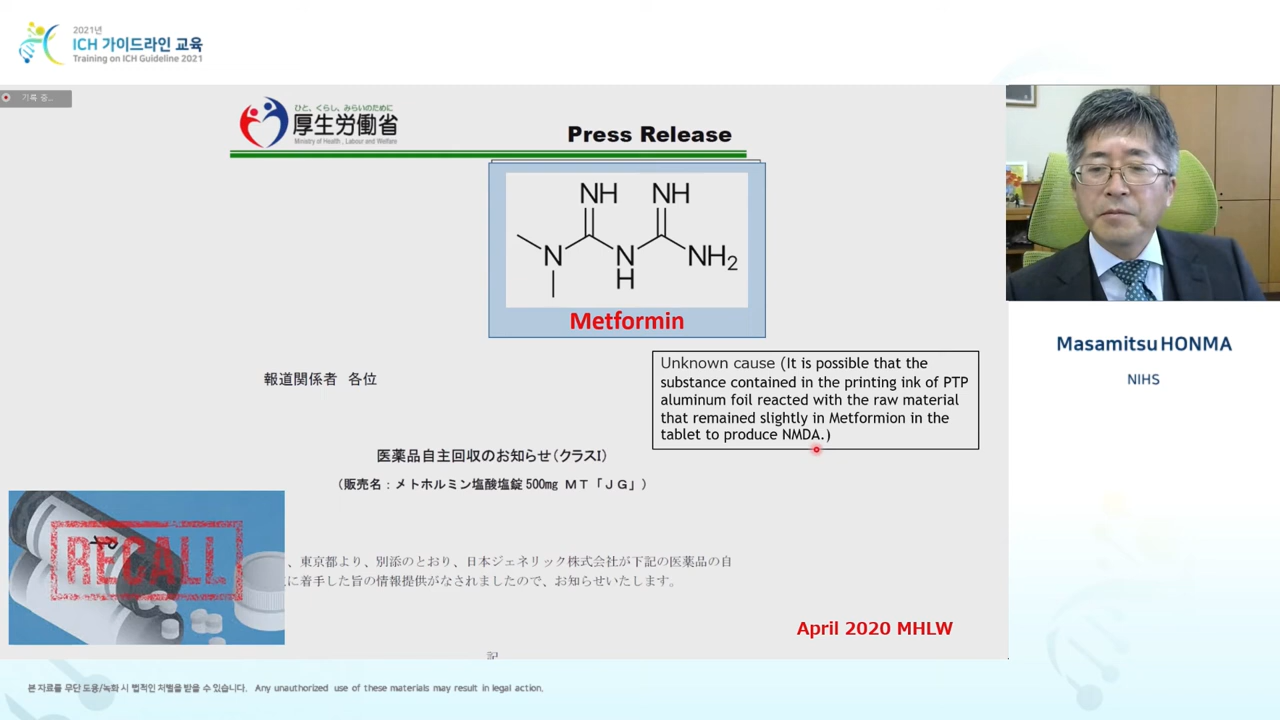 2021년
ICH 가이드라인 교육
Training on ICH Guideline 2021
기록 중...
ひと、くらし、みらいのために
厚生労働省
Ministry of Health, Labour and Welfare
Press Release
NH NH
N N NH2
H
Metformin
Masamitsu HONMA
NIHS
Unknown cause (It is possible that the
substance contained in the printing ink of PTP
aluminum foil reacted with the raw material
that remained slightly in Metformion in the
tablet to produce NMDA.)
報道関係者 各位
医薬品自主回収のお知らせ(クラスI)
(販売名:メトホルミン塩酸塩錠500mg MT「JG」)
RECALL
、東京都より、別添のとおり、日本ジェネリック株式会社が下記の医薬品の自
に着手した旨の情報提供がなされましたので、お知らせいたします。
April 2020 MHLW
記
본 자료를 무단 도용/녹화 시 법적인 처벌을 받을 수 있습니다. Any unauthorized use of these materials may result in legal action.